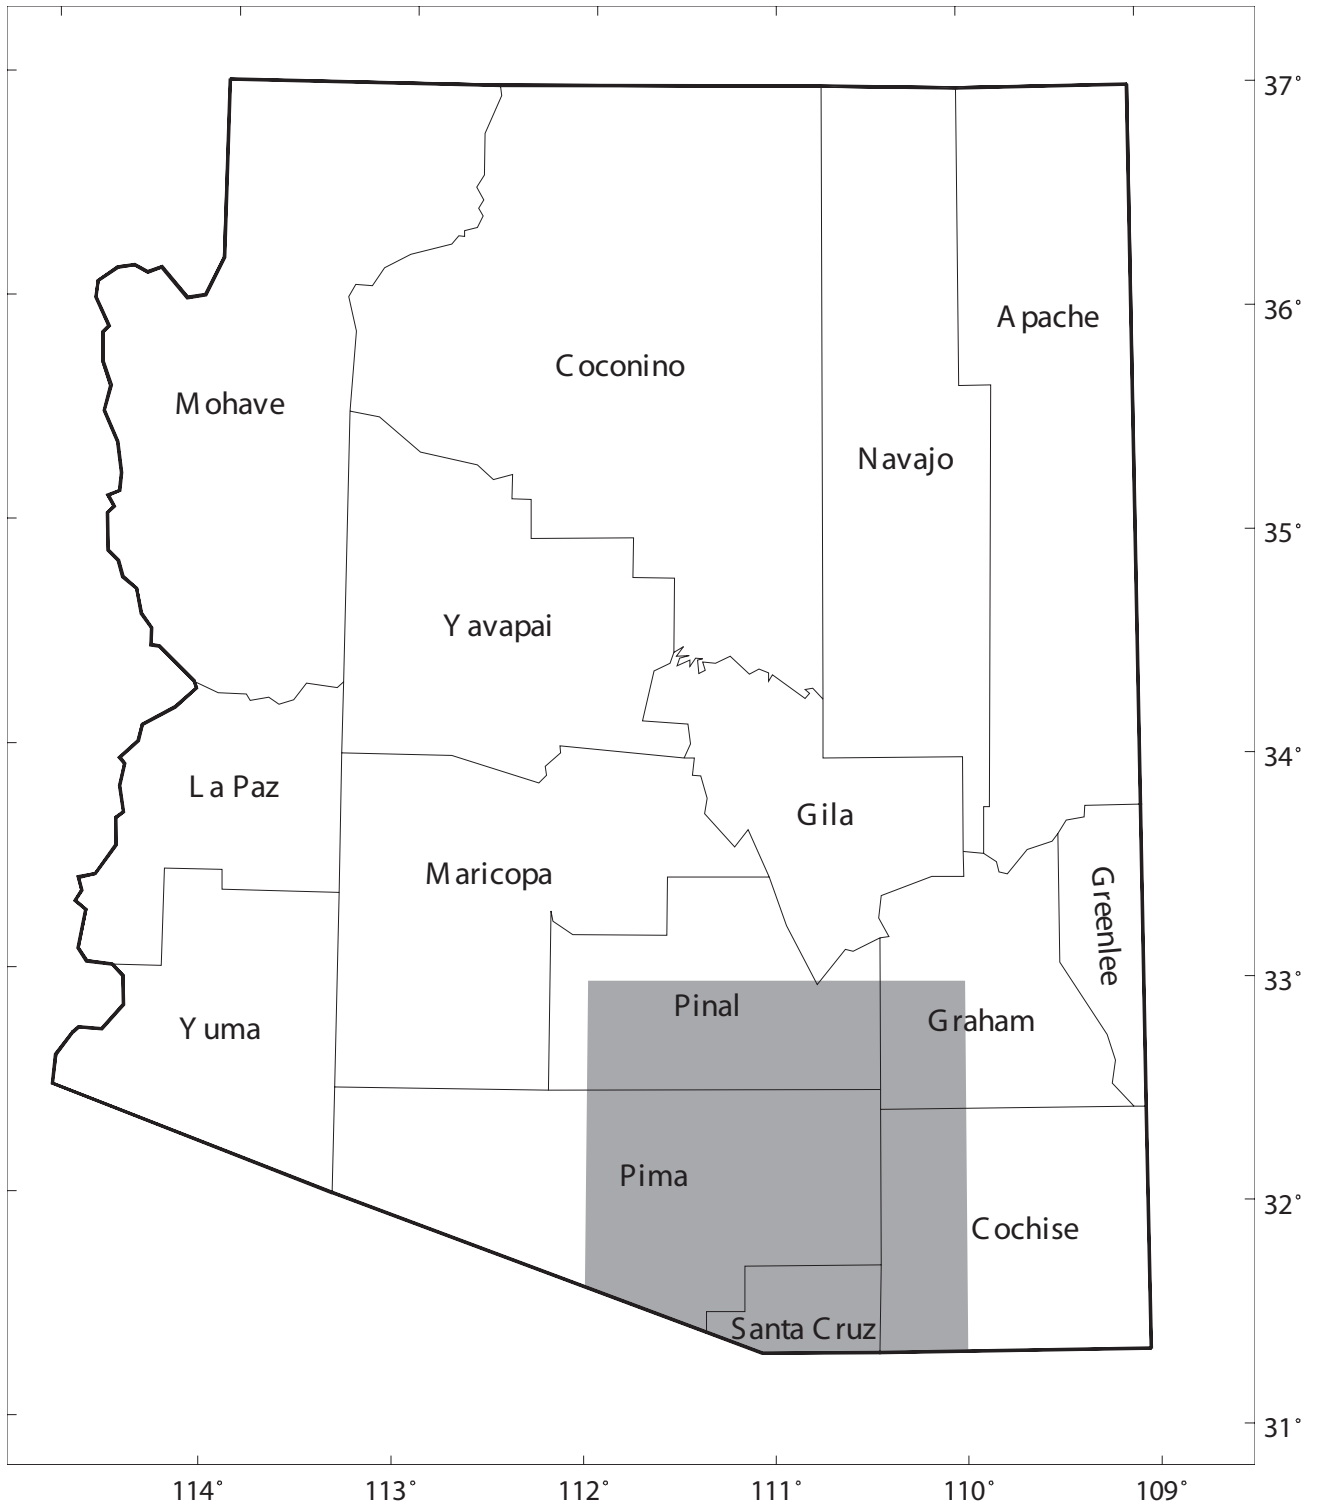 37°
36°
Apache
Coconino
Mohave
Navajo
35°
Yavapai
34°
La Paz
Gila
Maricopa
Greenlee
33°
Pinal
Graham
Yuma
Pima
32°
Cochise
Santa Cruz
31°
114° 113° 112° 111° 110° 109°